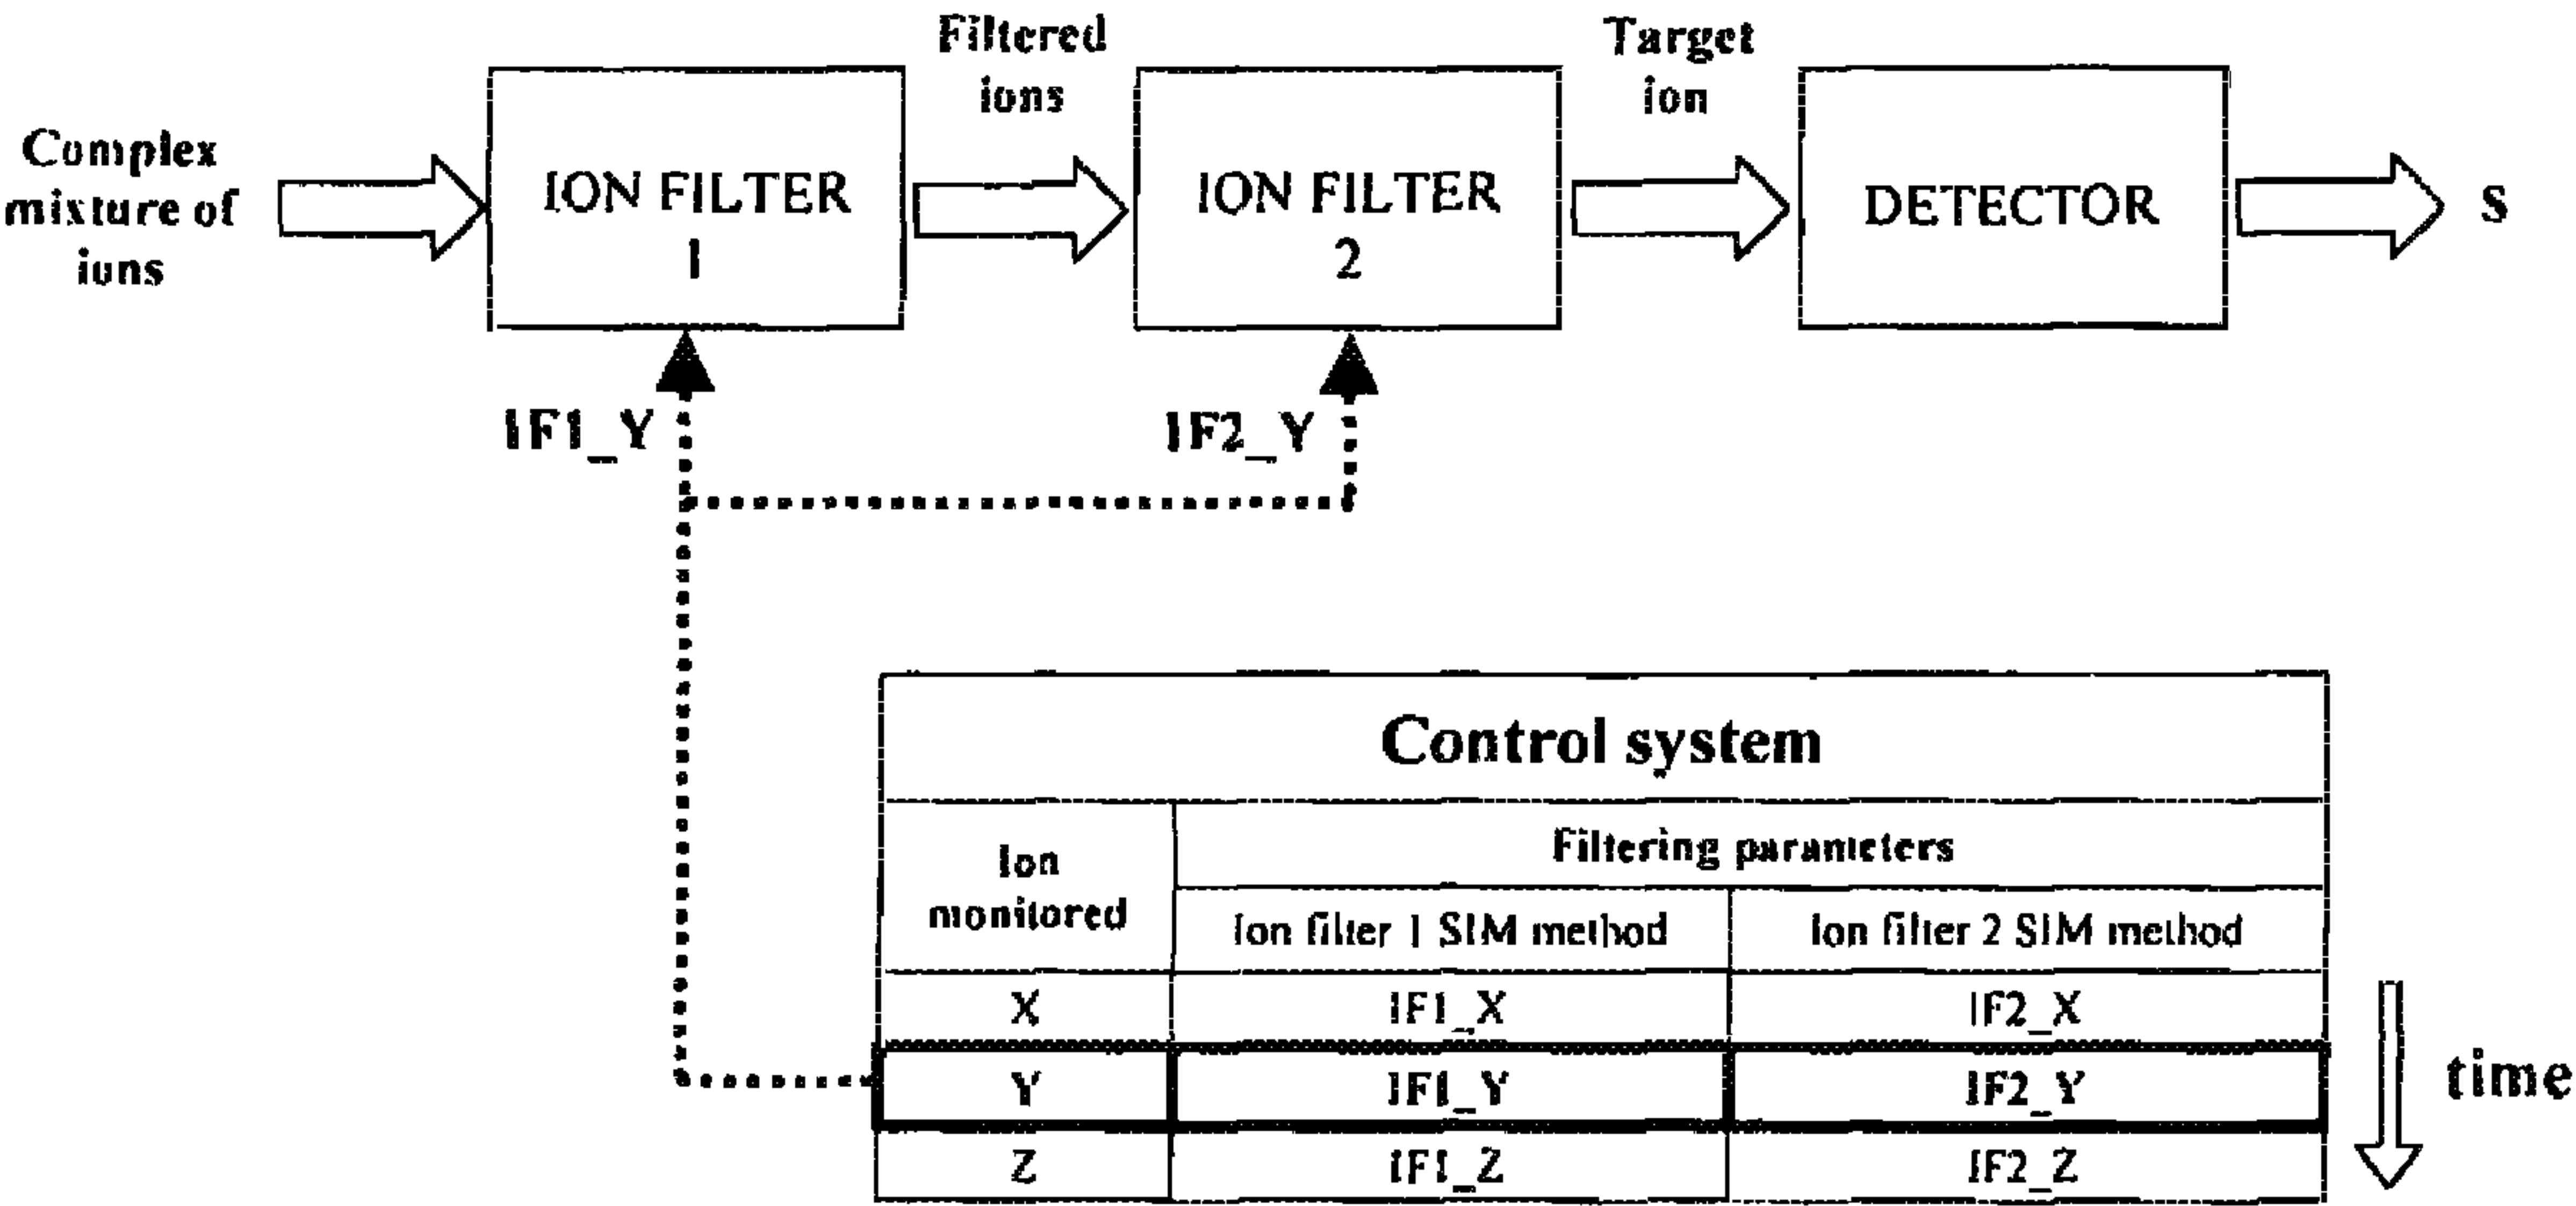 Filtered
ions
Target
ion
Complex
mixture of
ions
ION FILTER
1
ION FILTER
2
DETECTOR
S
IF1_Y
IF2_Y
Control system
Ion
monitored
Filtering parameters
Ion filter 1 SIM method
Ion filter 2 SIM method
X
IF1_X
IF2_X
Y
IF1_Y
IF2_Y
time
Z
IF1_Z
IF2_Z